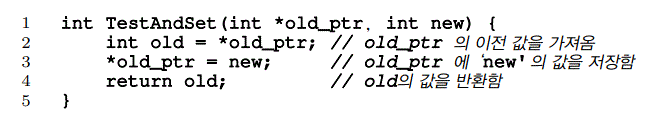 1 int TestAndSet(int *old_ptr, int new) {
2 int old = *old_ptr; // old_ptr 의 이전 값을 가져옴
3 *old_ptr = new; // old_ptr 에 `new' 의 값을 저장함
4 return old; // old의 값을 반환함
5 }